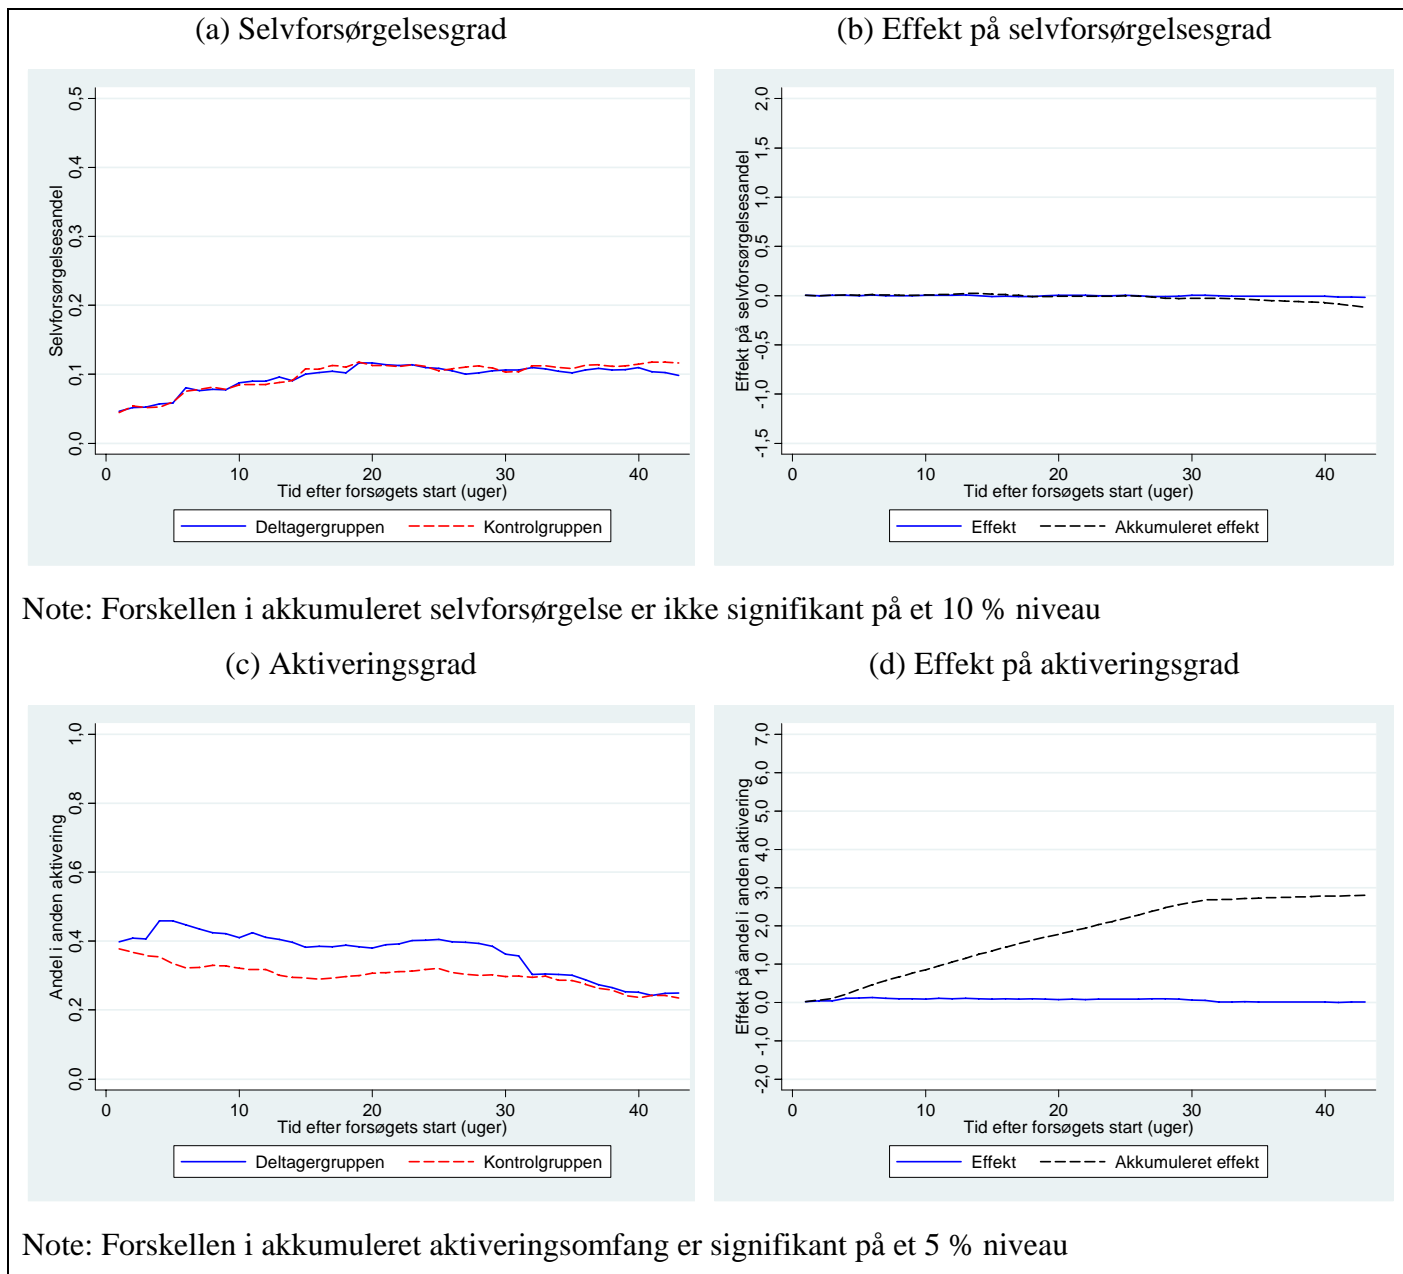 (a) Selvforsørgelsesgrad
(b) Effekt på selvforsørgelsesgrad
Selvforsørgelsesandel
0,5
0,4
0,3
0,2
0,1
0,0
0 10 20 30 40
Tid efter forsøgets start (uger)
Deltagergruppen Kontrolgruppen
Effekt på selvforsørgelsesandel
2,0
1,5
1,0
0,5
0,0
-0,5
-1,0
-1,5
0 10 20 30 40
Tid efter forsøgets start (uger)
Effekt Akkumuleret effekt
Note: Forskellen i akkumuleret selvforsørgelse er ikke signifikant på et 10 % niveau
(c) Aktiveringsgrad
(d) Effekt på aktiveringsgrad
Andel i anden aktivering
1,0
0,8
0,6
0,4
0,2
0,0
0 10 20 30 40
Tid efter forsøgets start (uger)
Deltagergruppen Kontrolgruppen
Effekt på andel i anden aktivering
7,0
6,0
5,0
4,0
3,0
2,0
1,0
0,0
-1,0
-2,0
0 10 20 30 40
Tid efter forsøgets start (uger)
Effekt Akkumuleret effekt
Note: Forskellen i akkumuleret aktiveringsomfang er signifikant på et 5 % niveau